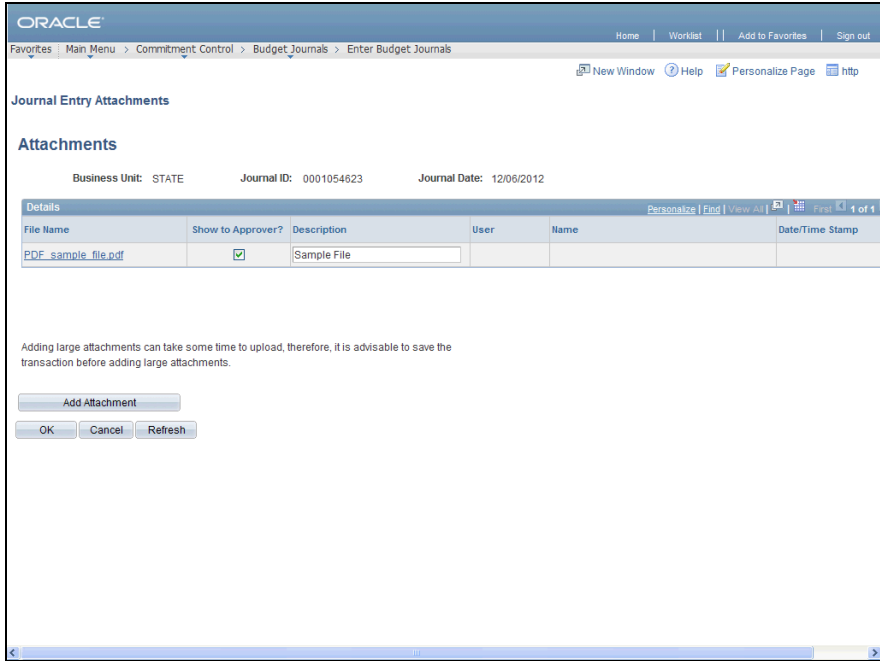 ORACLE
Home | Worklist || Add to Favorites | Sign out
Favorites | Main Menu > Commitment Control > Budget Journals > Enter Budget Journals
New Window ? Help Personalize Page http
Journal Entry Attachments
Attachments
Business Unit: STATE Journal ID: 0001054623 Journal Date: 12/06/2012
Details Personalize | Find | View All | | First 1 of 1
File Name Show to Approver? Description User Name Date/Time Stamp
PDF_sample_file.pdf Sample File
Adding large attachments can take some time to upload, therefore, it is advisable to save the
transaction before adding large attachments.
Add Attachment
OK Cancel Refresh